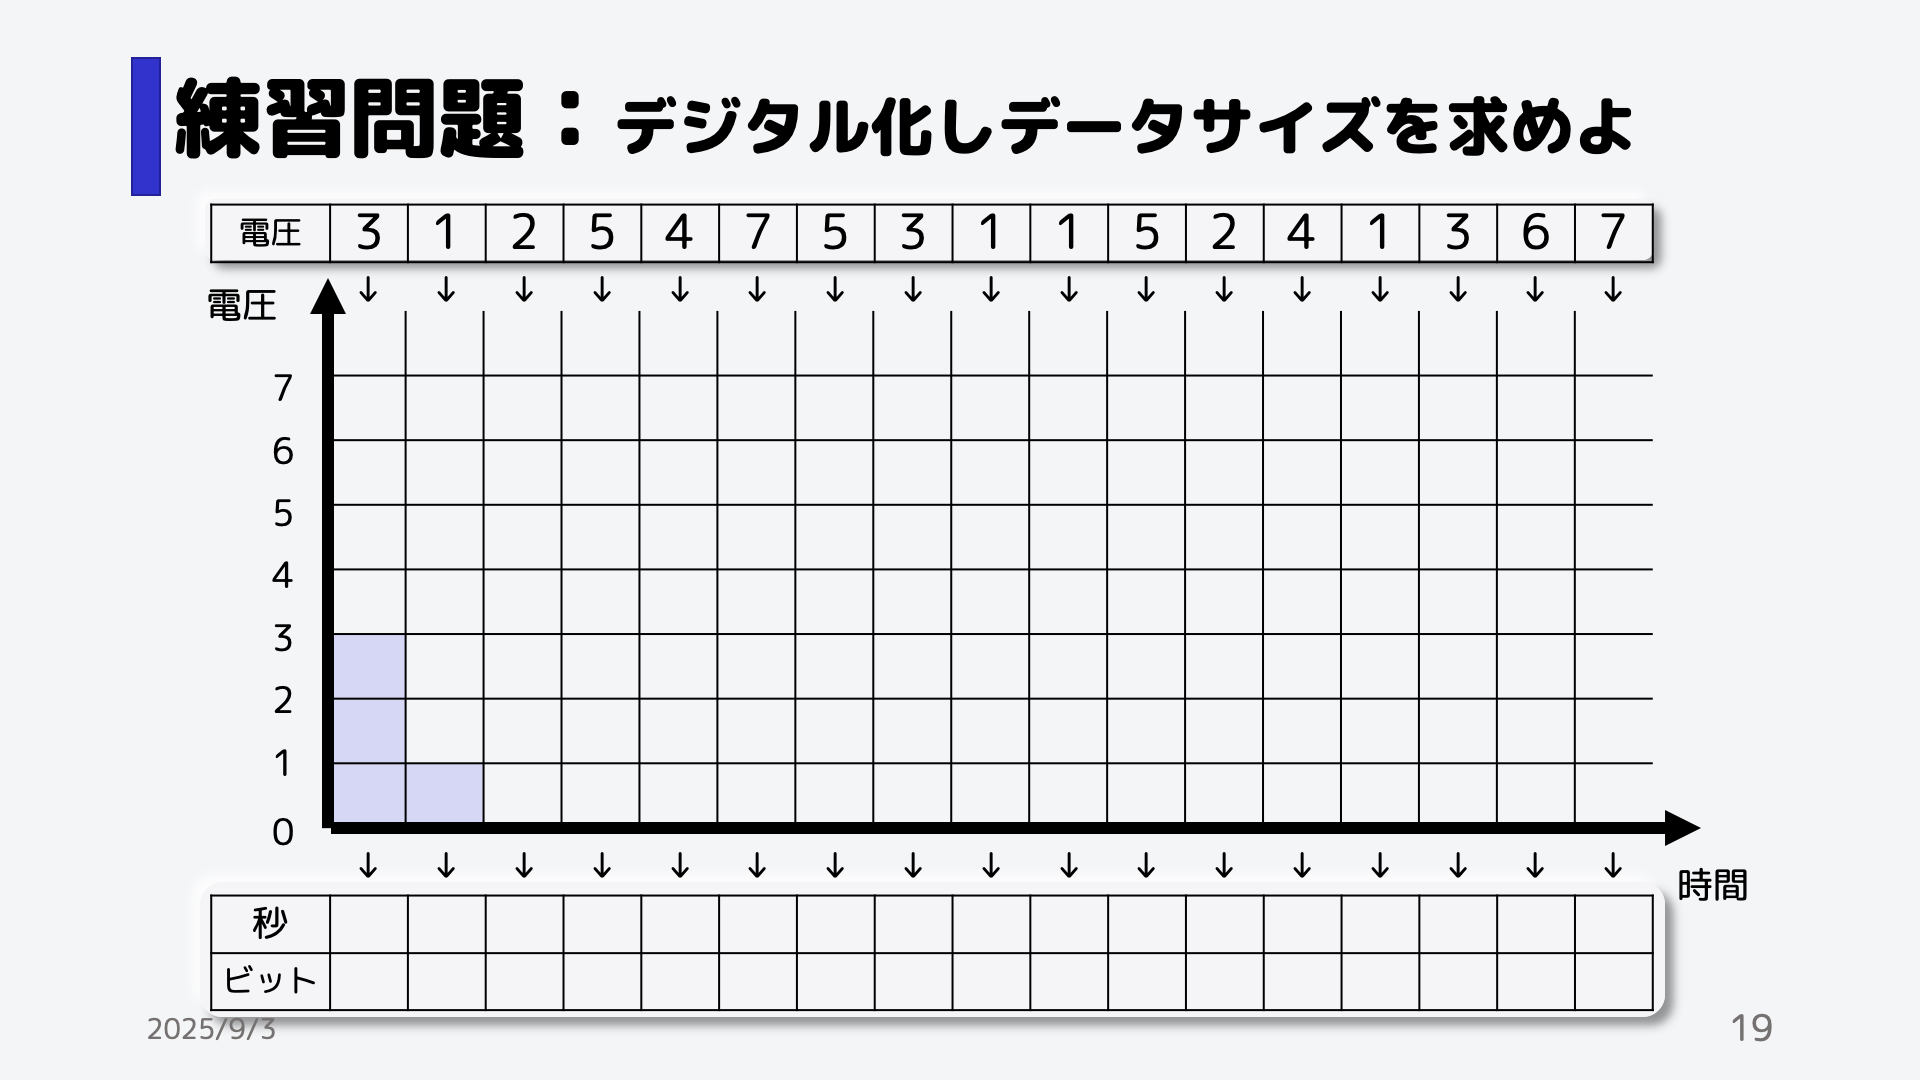 練習問題：デジタル化しデータサイズを求めよ
電圧 3 1 2 5 4 7 5 3 1 1 5 2 4 1 3 6 7
↓ ↓ ↓ ↓ ↓ ↓ ↓ ↓ ↓ ↓ ↓ ↓ ↓ ↓ ↓ ↓ ↓
電圧
7
6
5
4
3
2
1
0
↓ ↓ ↓ ↓ ↓ ↓ ↓ ↓ ↓ ↓ ↓ ↓ ↓ ↓ ↓ ↓ ↓
時間
秒
ビット
2025/9/3
19